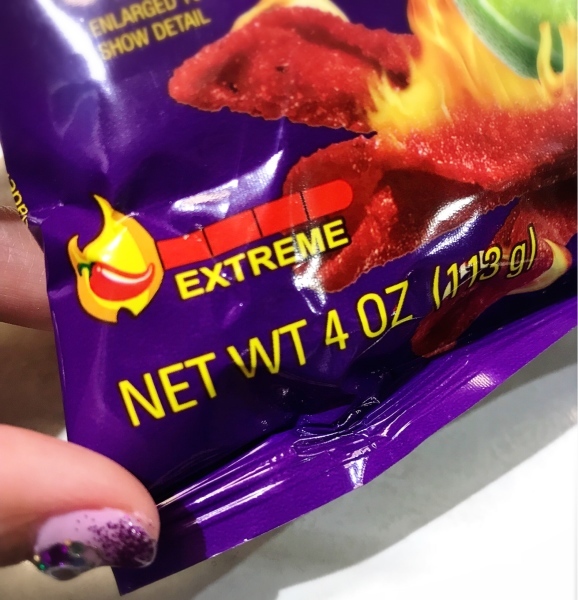 ENLARGED TO
SHOW DETAIL
EXTREME
NET WT 4 OZ (113 g)